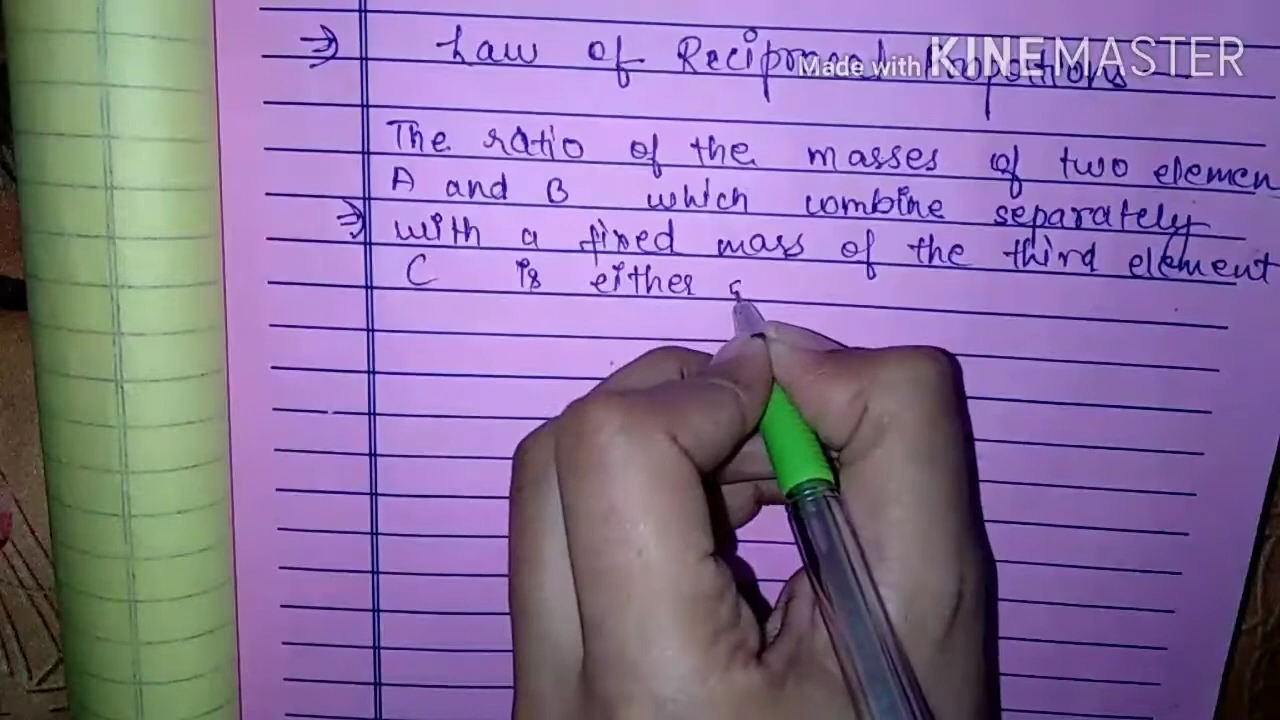 ⇒ Law of Reciprocal Propotions
Made with KINEMASTER
The ratio of the masses of two elemen
A and B which combine separately
⇒ with a fixed mass of the third element
C is either